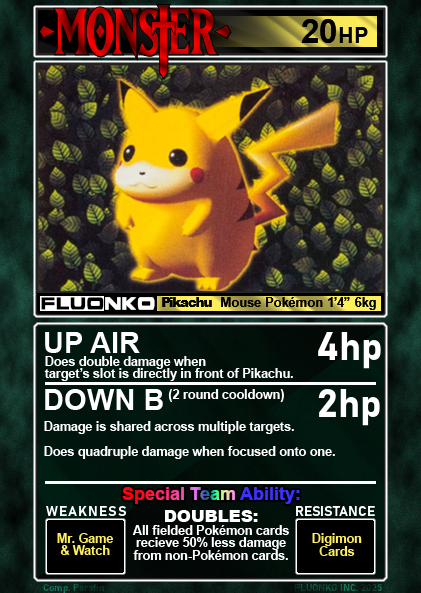 MONSTER
20HP
FLUONKO Pikachu Mouse Pokémon 1'4" 6kg
UP AIR
4hp
Does double damage when
target's slot is directly in front of Pikachu.
DOWN B (2 round cooldown)
2hp
Damage is shared across multiple targets.
Does quadruple damage when focused onto one.
Special Team Ability:
WEAKNESS
Mr. Game
& Watch
DOUBLES:
All fielded Pokémon cards
recieve 50% less damage
from non-Pokémon cards.
RESISTANCE
Digimon
Cards
FLUONKO INC. 2025